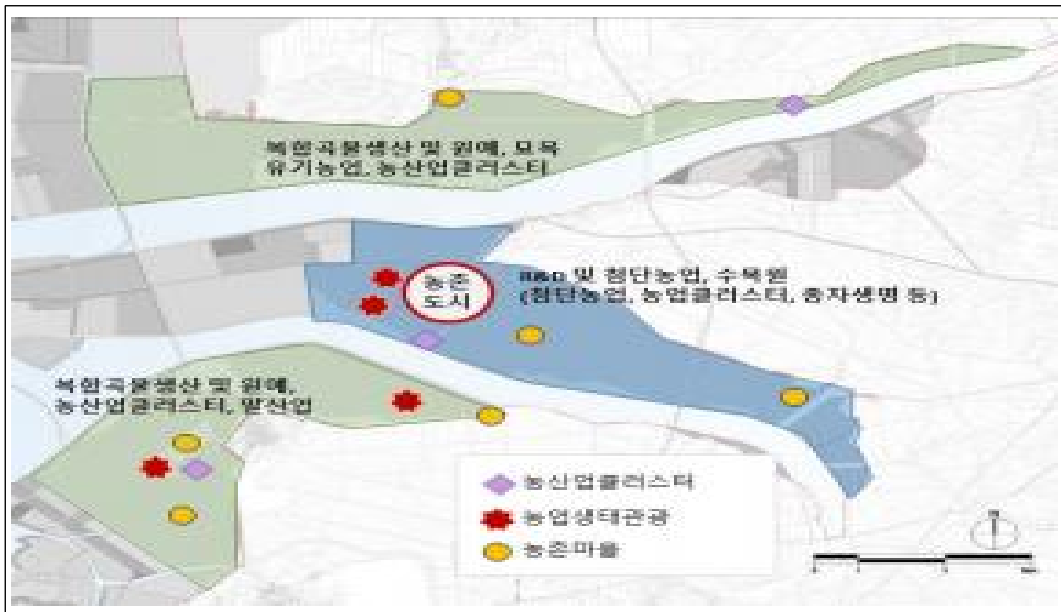 복합곡물생산 및 원예, 묘목
유기농업, 농산업클러스터
농촌
도시
R&D 및 첨단농업, 수목원
(첨단농업, 농업클러스터, 종자생명 등)
복합곡물생산 및 원예,
농산업클러스터, 말산업
농산업클러스터
농업생태관광
농촌마을